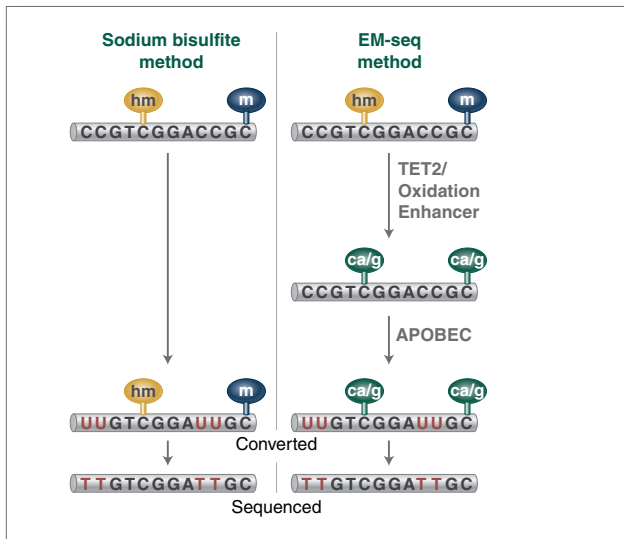 Sodium bisulfite
method
EM-seq
method
hm
m
hm
m
CCGTCGGACCGC
CCGTCGGACCGC
TET2/
Oxidation
Enhancer
ca/g
ca/g
CCGTCGGACCGC
APOBEC
hm
m
ca/g
ca/g
UUGTCGGAUUGC
UUGTCGGAUUGC
Converted
TTGTCGGATTGC
TTGTCGGATTGC
Sequenced